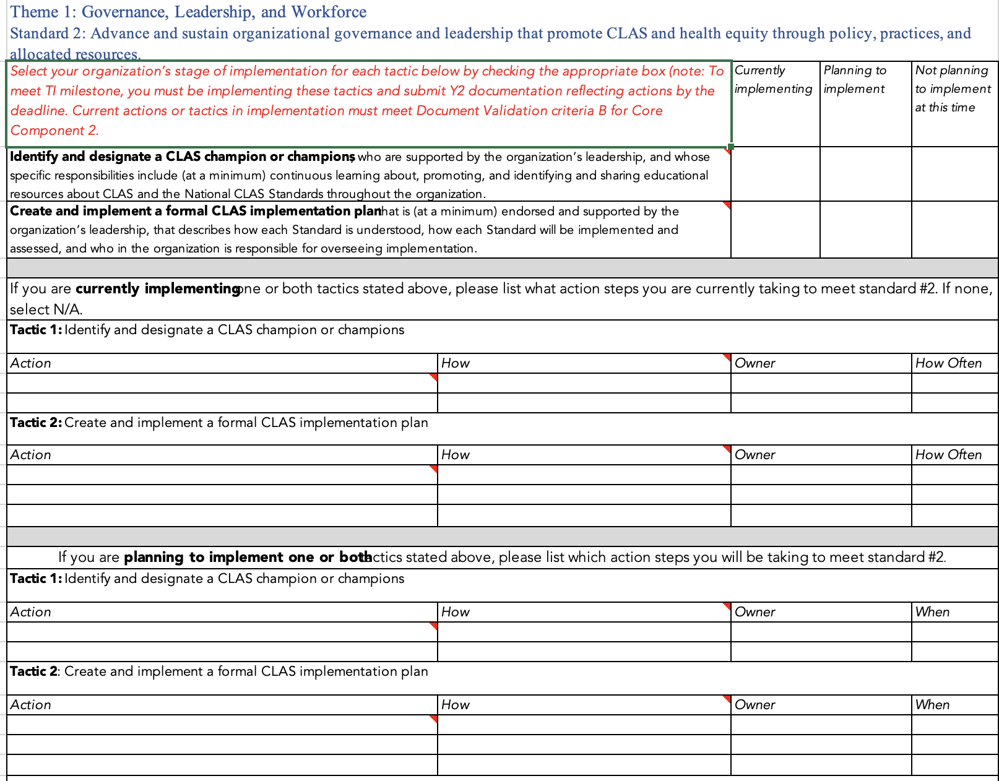 Theme 1: Governance, Leadership, and Workforce
Standard 2: Advance and sustain organizational governance and leadership that promote CLAS and health equity through policy, practices, and
allocated resources.
Select your organization's stage of implementation for each tactic below by checking the appropriate box (note: To
meet TI milestone, you must be implementing these tactics and submit Y2 documentation reflecting actions by the
deadline. Current actions or tactics in implementation must meet Document Validation criteria B for Core
Component 2.
Currently
implementing
Planning to
implement
Not planning
to implement
at this time
Identify and designate a CLAS champion or champions, who are supported by the organization's leadership, and whose
specific responsibilities include (at a minimum) continuous learning about, promoting, and identifying and sharing educational
resources about CLAS and the National CLAS Standards throughout the organization.
Create and implement a formal CLAS implementation plan that is (at a minimum) endorsed and supported by the
organization's leadership, that describes how each Standard is understood, how each Standard will be implemented and
assessed, and who in the organization is responsible for overseeing implementation.
If you are currently implementing one or both tactics stated above, please list what action steps you are currently taking to meet standard #2. If none,
select N/A.
Tactic 1: Identify and designate a CLAS champion or champions
Action How Owner How Often
Tactic 2: Create and implement a formal CLAS implementation plan
Action How Owner How Often
If you are planning to implement one or both tactics stated above, please list which action steps you will be taking to meet standard #2.
Tactic 1: Identify and designate a CLAS champion or champions
Action How Owner When
Tactic 2: Create and implement a formal CLAS implementation plan
Action How Owner When